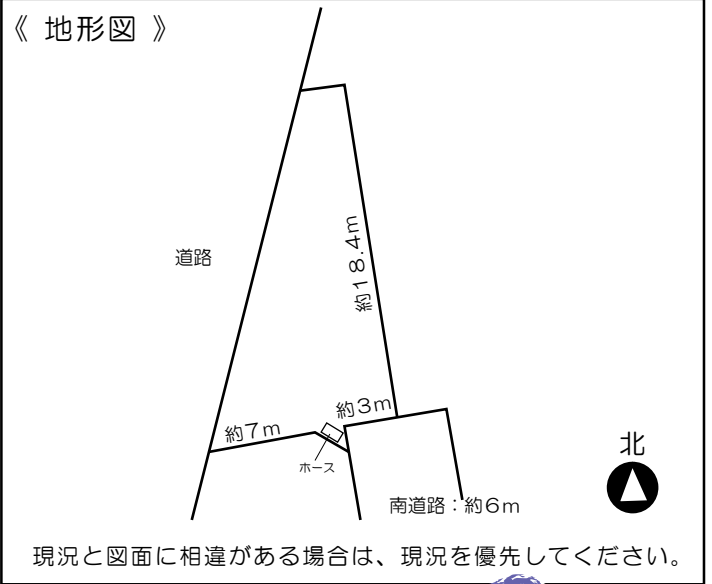 《 地形図 》
道路
約18.4m
約3m
約7m
ホース
北
南道路：約6m
現況と図面に相違がある場合は、現況を優先してください。